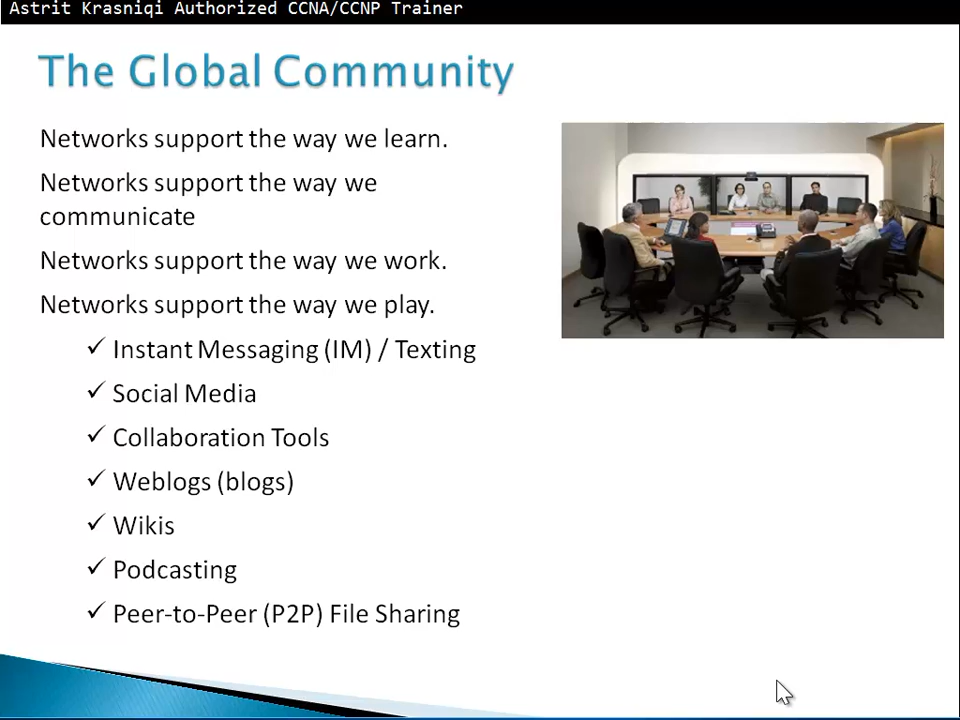 Astrit Krasniqi Authorized CCNA/CCNP Trainer
The Global Community
Networks support the way we learn.
Networks support the way we
communicate
Networks support the way we work.
Networks support the way we play.
✓ Instant Messaging (IM) / Texting
✓ Social Media
✓ Collaboration Tools
✓ Weblogs (blogs)
✓ Wikis
✓ Podcasting
✓ Peer-to-Peer (P2P) File Sharing